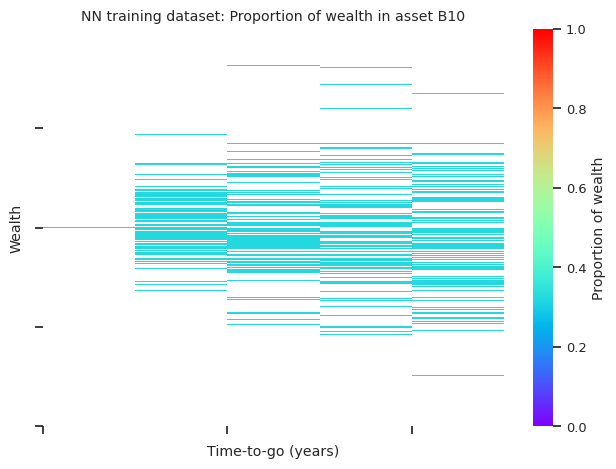 NN training dataset: Proportion of wealth in asset B10
Wealth
Time-to-go (years)
1.0
0.8
0.6
0.4
0.2
0.0
Proportion of wealth